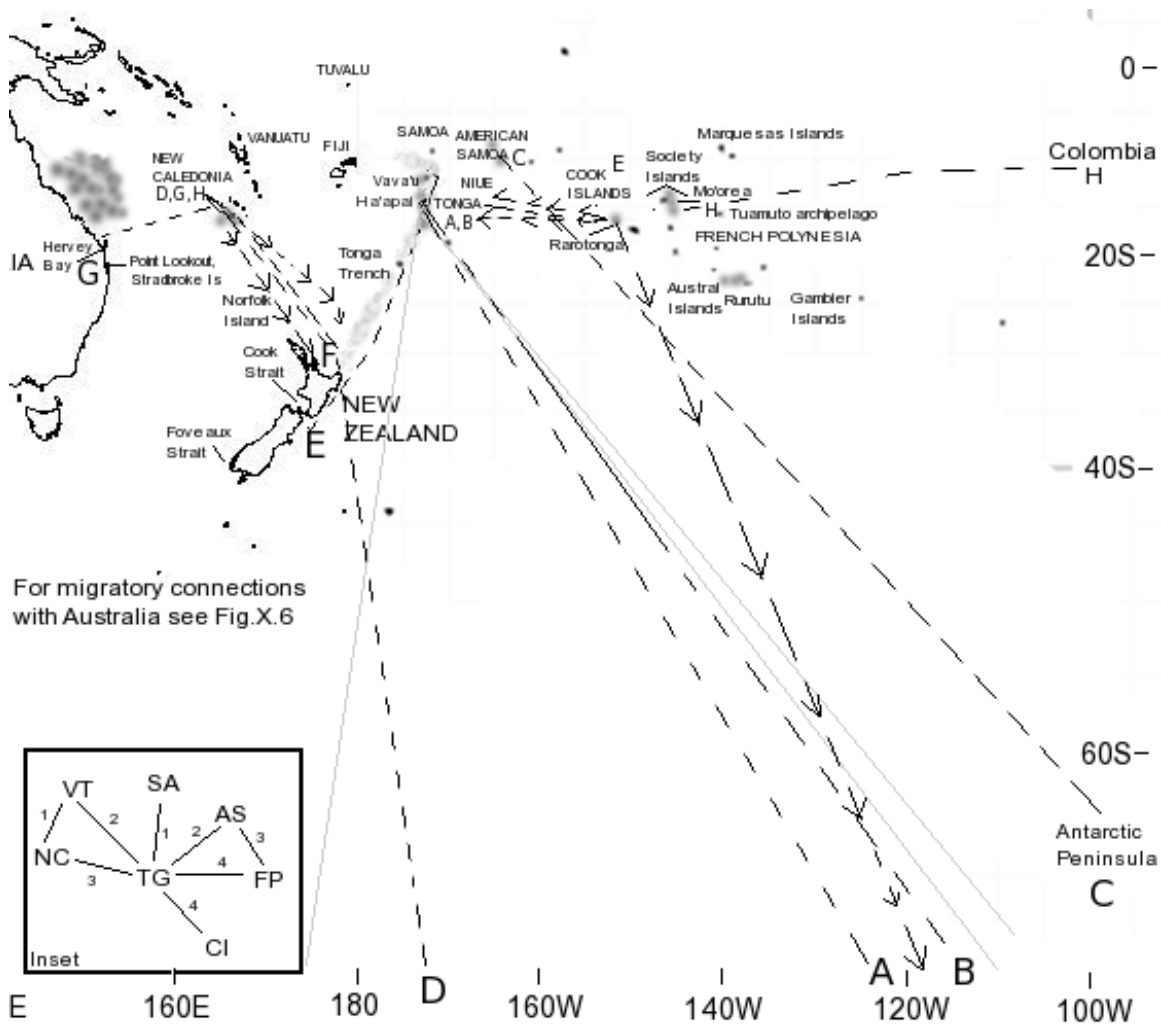 0
TUVALU
VANUATU
FIJI
SAMOA
AMERICAN
SAMOA
C
E
Marquesas Islands
Society
Islands
Colombia
H
NEW
CALEDONIA
D,G,H
Vava'u
Ha'apai
NIUE
TONGA
A,B
COOK
ISLANDS
Mo'orea
H
Tuamuto archipelago
Rarotonga
FRENCH POLYNESIA
Hervey
Bay
IA
G
Point Lookout,
Stradbroke Is
Tonga
Trench
20S
Norfolk
Island
Austral
Islands
Rurutu
Gambier
Islands
Cook
Strait
F
NEW
ZEALAND
E
Foveaux
Strait
40S
For migratory connections
with Australia see Fig.X.6
60S
VT
SA
AS
NC
TG
FP
CI
1
2
1
2
3
3
4
4
Inset
Antarctic
Peninsula
C
A
B
D
E
160E
180
160W
140W
120W
100W